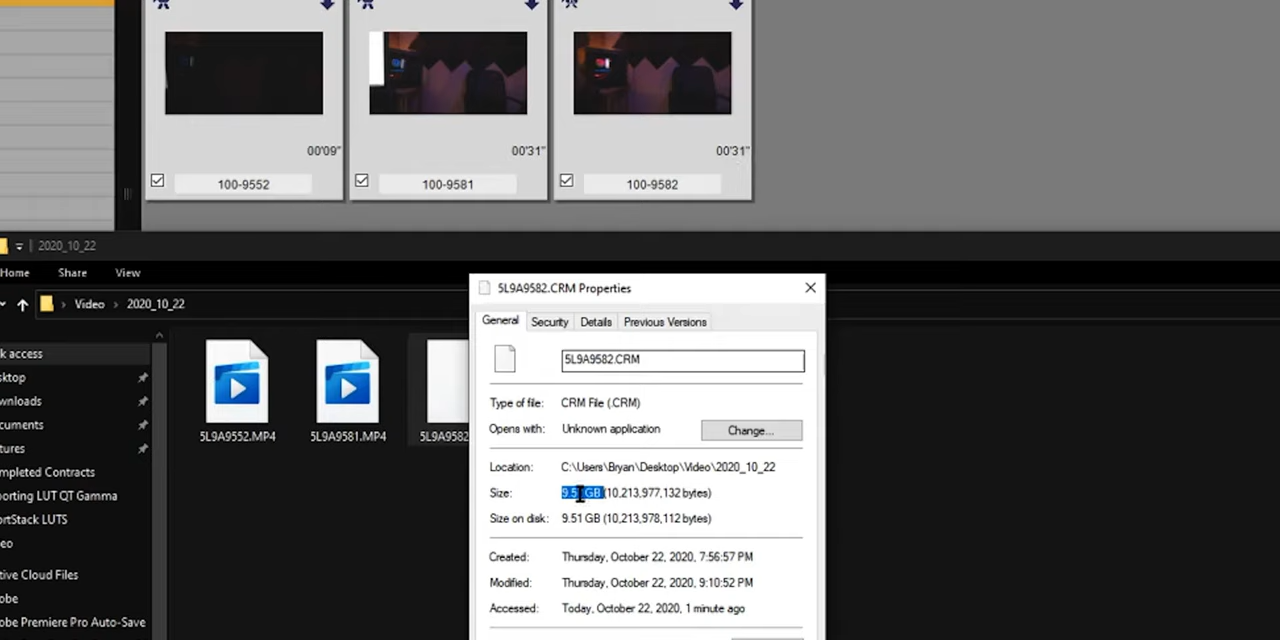 00'09"
00'31"
00'31"
100-9552
100-9581
100-9582
2020_10_22
Home
Share
View
Video
2020_10_22
5L9A9582.CRM Properties
General
Security
Details
Previous Versions
5L9A9582.CRM
k access
ktop
wnloads
cuments
tures
mpleted Contracts
porting LUT QT Gamma
ortStack LUTS
eo
tive Cloud Files
obe
obe Premiere Pro Auto-Save
5L9A9552.MP4
5L9A9581.MP4
5L9A9582
Type of file: CRM File (.CRM)
Opens with: Unknown application
Change...
Location: C:\Users\Bryan\Desktop\Video\2020_10_22
Size: 9.51 GB (10,213,977,132 bytes)
Size on disk: 9.51 GB (10,213,978,112 bytes)
Created: Thursday, October 22, 2020, 7:56:57 PM
Modified: Thursday, October 22, 2020, 9:10:52 PM
Accessed: Today, October 22, 2020, 1 minute ago